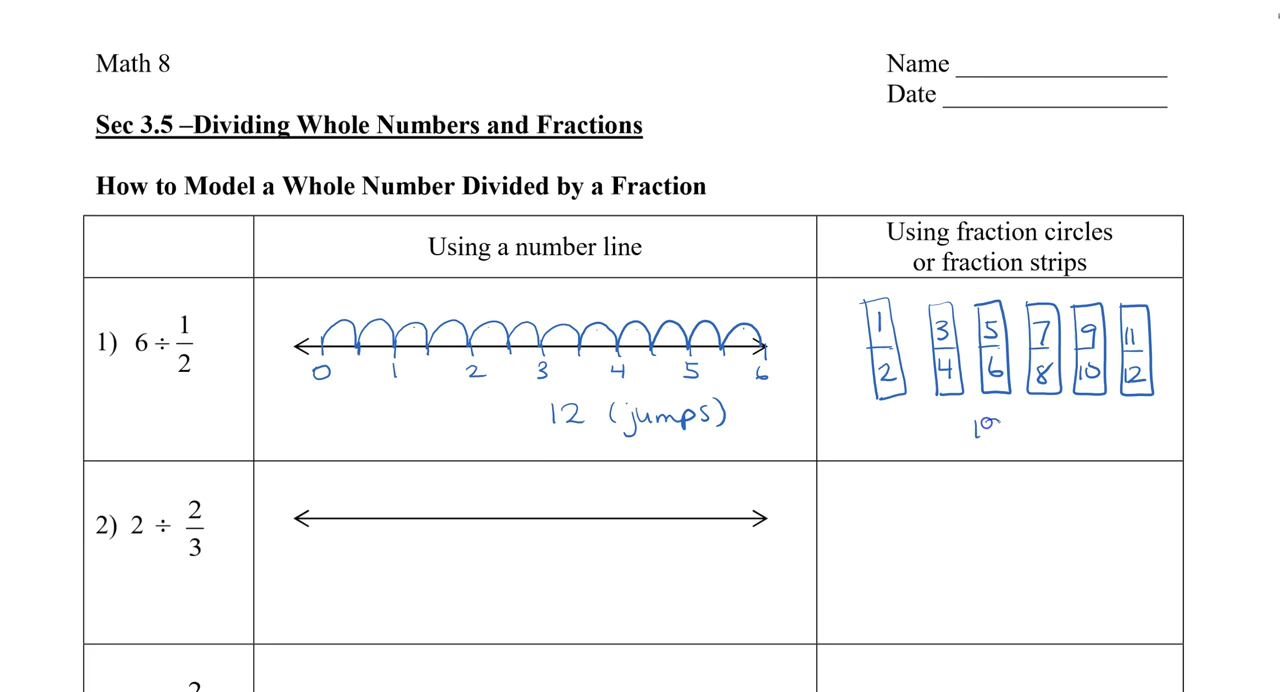 Math 8
Name
Date
Sec 3.5 –Dividing Whole Numbers and Fractions
How to Model a Whole Number Divided by a Fraction
Using a number line
Using fraction circles
or fraction strips
1) 6 ÷ 1/2
0 1 2 3 4 5 6
12 (jumps)
1 3 5 7 9 11
2 4 6 8 10 12
2) 2 ÷ 2/3